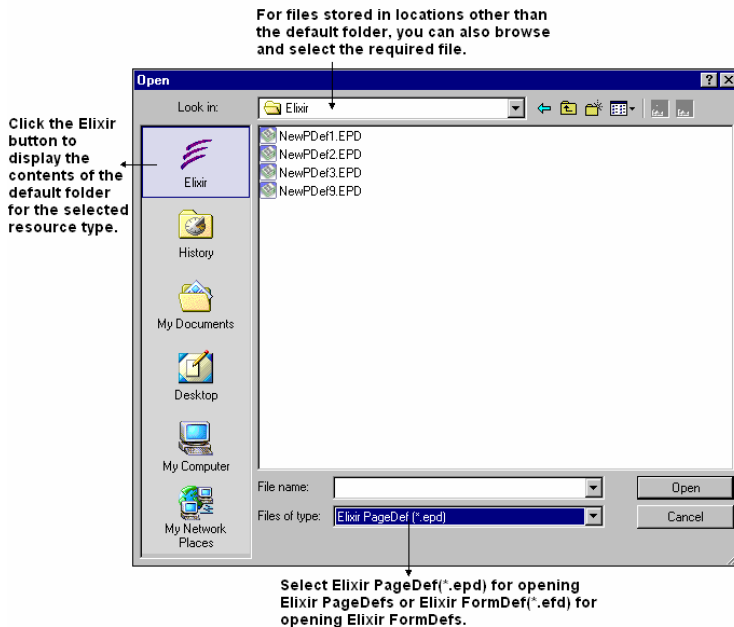 For files stored in locations other than
the default folder, you can also browse
and select the required file.
Open
Look in:
Elixir
Click the Elixir
button to
display the
contents of the
default folder
for the selected
resource type.
Elixir
History
My Documents
Desktop
My Computer
My Network
Places
NewPDef1.EPD
NewPDef2.EPD
NewPDef3.EPD
NewPDef9.EPD
File name:
Open
Files of type:
Elixir PageDef (*.epd)
Cancel
Select Elixir PageDef(*.epd) for opening
Elixir PageDefs or Elixir FormDef(*.efd) for
opening Elixir FormDefs.